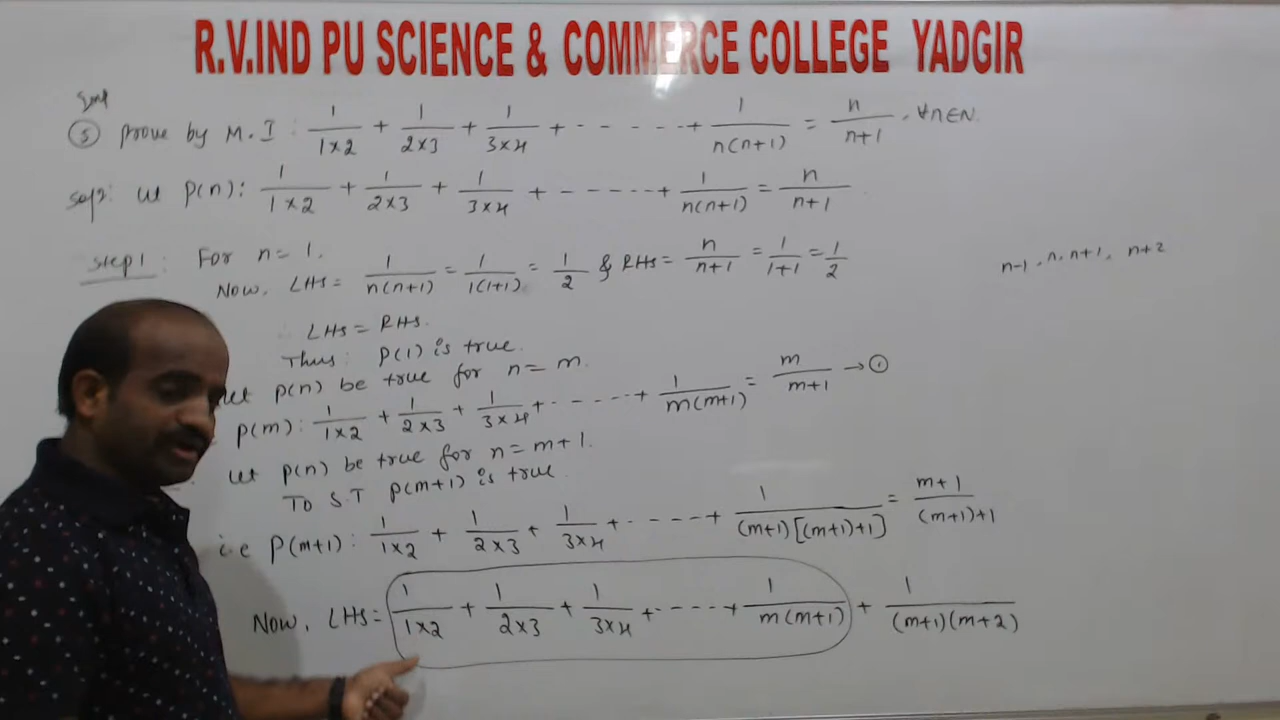 R.V.IND PU SCIENCE & COMMERCE COLLEGE YADGIR
Imp
⑤ prove by M.I : 1/(1×2) + 1/(2×3) + 1/(3×4) + - - - - - + 1/(n(n+1)) = n/(n+1) . ∀n∈N.
Let P(n): 1/(1×2) + 1/(2×3) + 1/(3×4) + - - - - - + 1/(n(n+1)) = n/(n+1)
Step1 : For n = 1.
n-1 . n. n+1, n+2
Now, LHS = 1/(n(n+1)) = 1/(1(1+1)) = 1/2 & RHS = n/(n+1) = 1/(1+1) = 1/2
∴ LHS = RHS.
Thus: P(1) is true.
Let P(n) be true for n = m.
P(m): 1/(1×2) + 1/(2×3) + 1/(3×4) + - - - - - + 1/(m(m+1)) = m/(m+1) → ①
Let P(n) be true for n = m+1.
To S.T P(m+1) is true.
i.e P(m+1): 1/(1×2) + 1/(2×3) + 1/(3×4) + - - - - + 1/((m+1)[(m+1)+1]) = (m+1)/((m+1)+1)
Now, LHS = 1/(1×2) + 1/(2×3) + 1/(3×4) + - - - - + 1/(m(m+1)) + 1/((m+1)(m+2))